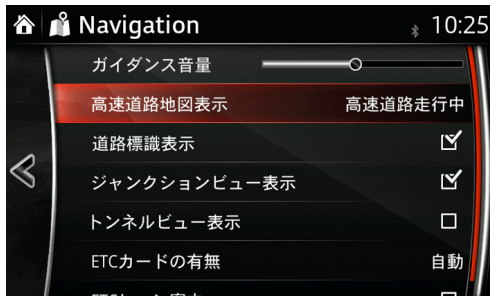 Navigation 10:25
ガイダンス音量
高速道路地図表示 高速道路走行中
道路標識表示
ジャンクションビュー表示
トンネルビュー表示
ETCカードの有無 自動